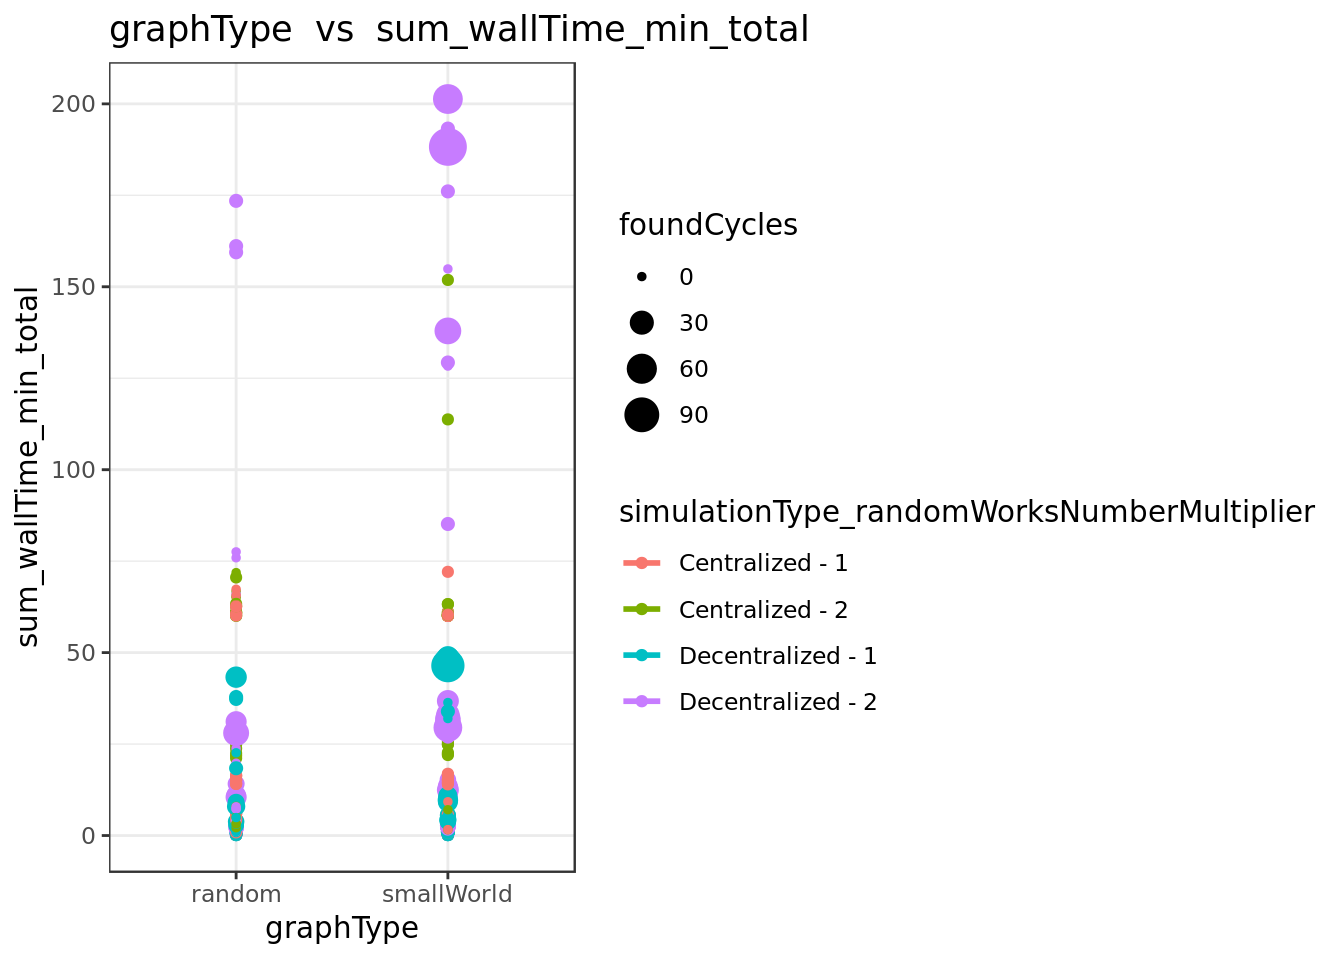 graphType vs sum_wallTime_min_total
sum_wallTime_min_total
200
150
100
50
0
random
smallWorld
graphType
foundCycles
0
30
60
90
simulationType_randomWorksNumberMultiplier
Centralized - 1
Centralized - 2
Decentralized - 1
Decentralized - 2